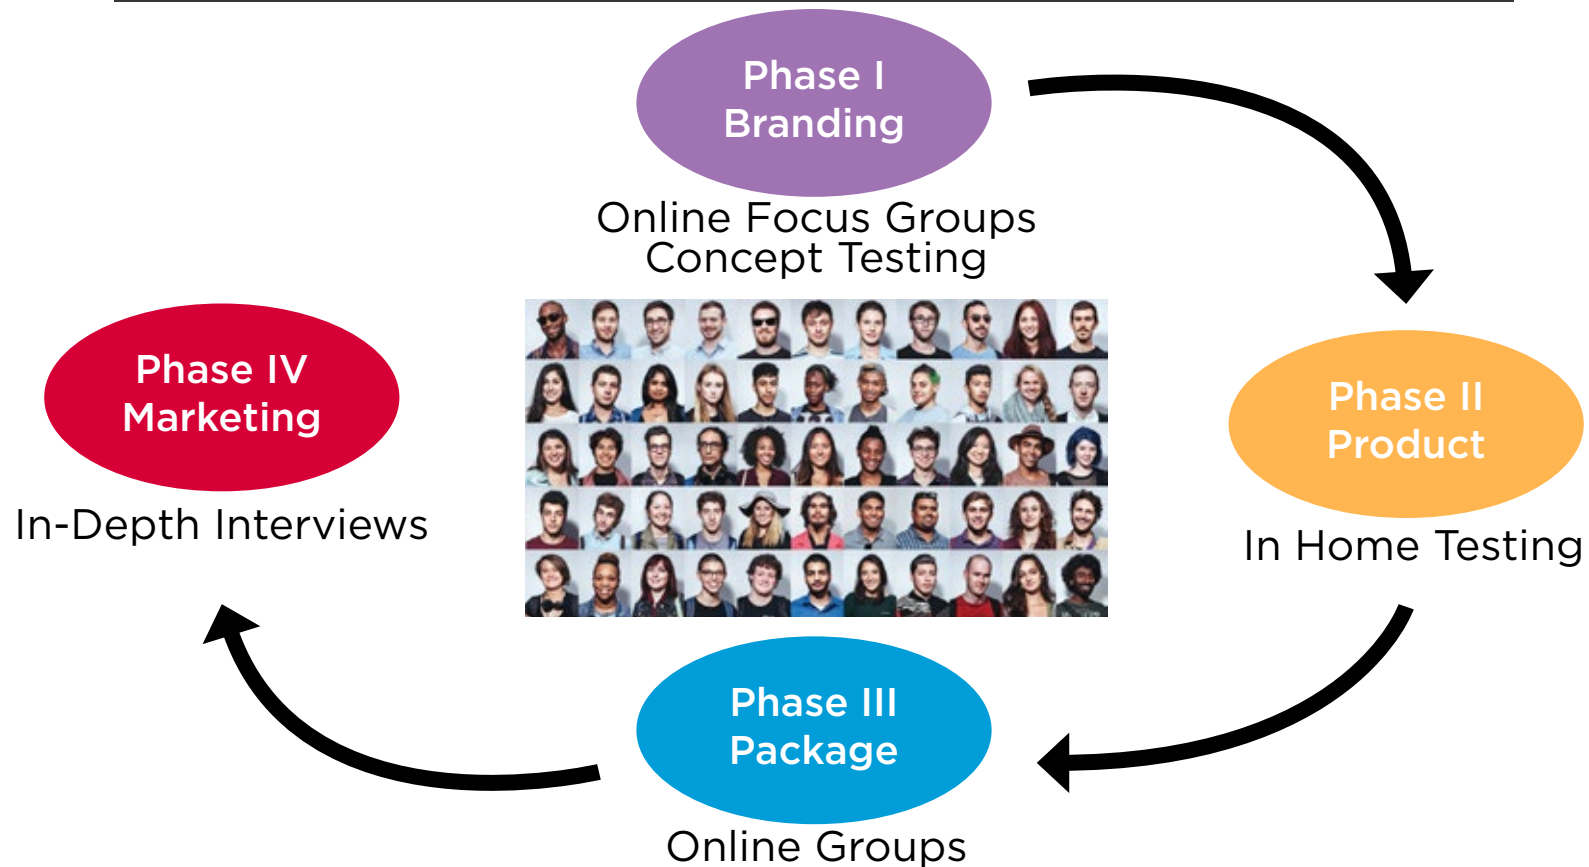 Phase I
Branding
Online Focus Groups
Concept Testing
Phase II
Product
In Home Testing
Phase III
Package
Online Groups
Phase IV
Marketing
In-Depth Interviews